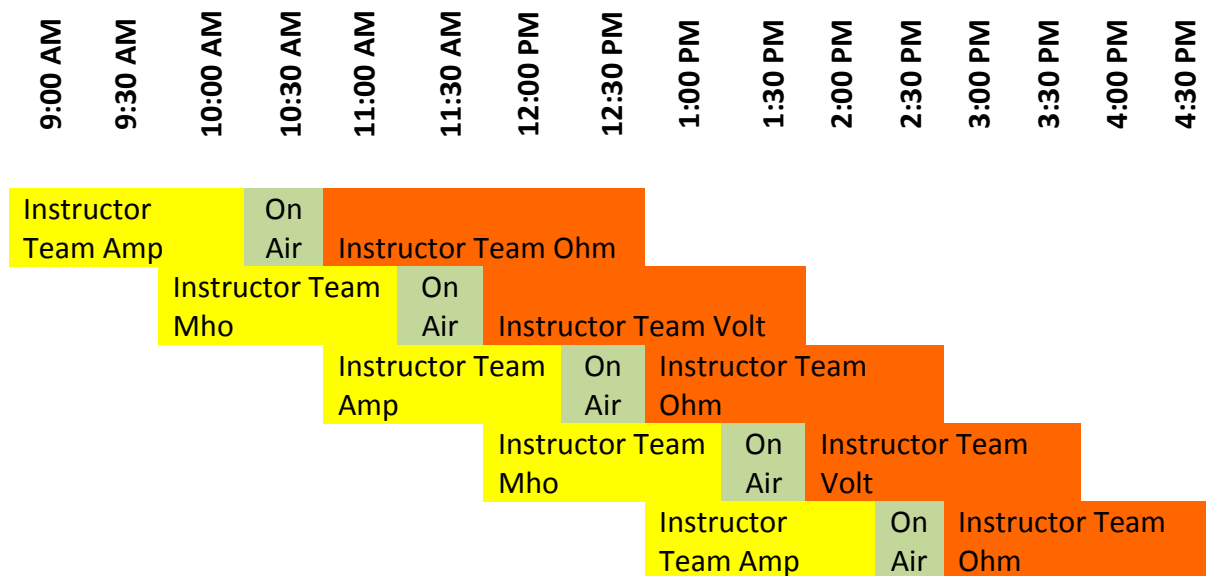 9:00 AM
9:30 AM
10:00 AM
10:30 AM
11:00 AM
11:30 AM
12:00 PM
12:30 PM
1:00 PM
1:30 PM
2:00 PM
2:30 PM
3:00 PM
3:30 PM
4:00 PM
4:30 PM
Instructor
Team Amp
On
Air
Instructor Team Ohm
Instructor Team
Mho
On
Air
Instructor Team Volt
Instructor Team
Amp
On
Air
Instructor Team
Ohm
Instructor Team
Mho
On
Air
Instructor Team
Volt
Instructor
Team Amp
On
Air
Instructor Team
Ohm